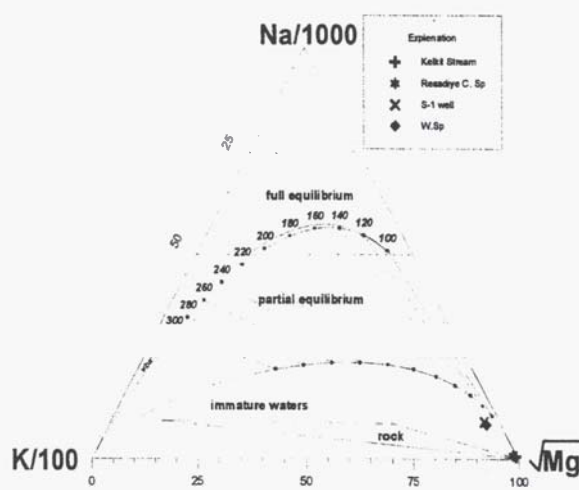 Na/1000
Explenation
Kelkit Stream
Resadiye C. Sp
S-1 well
W.Sp
25
full equilibrium
50
160
180
140
200
120
220
100
240
260
280
300
partial equilibrium
immature waters
rock
K/100
√Mg
0
25
50
75
100